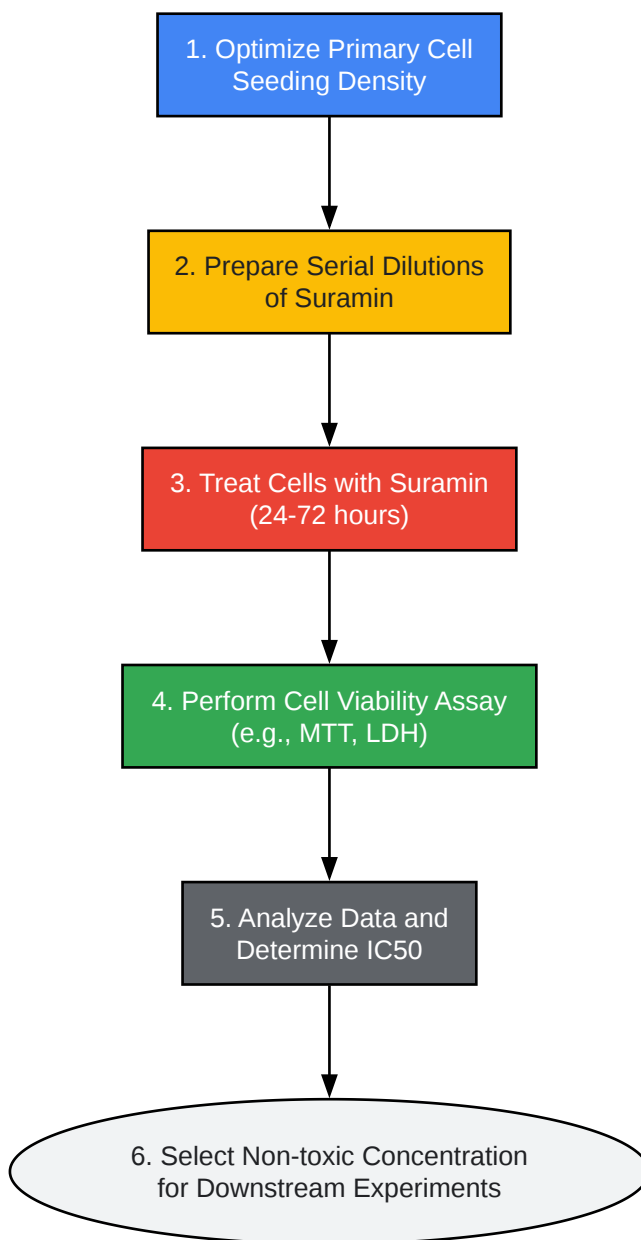 1. Optimize Primary Cell
Seeding Density
2. Prepare Serial Dilutions
of Suramin
3. Treat Cells with Suramin
(24-72 hours)
4. Perform Cell Viability Assay
(e.g., MTT, LDH)
5. Analyze Data and
Determine IC50
6. Select Non-toxic Concentration
for Downstream Experiments